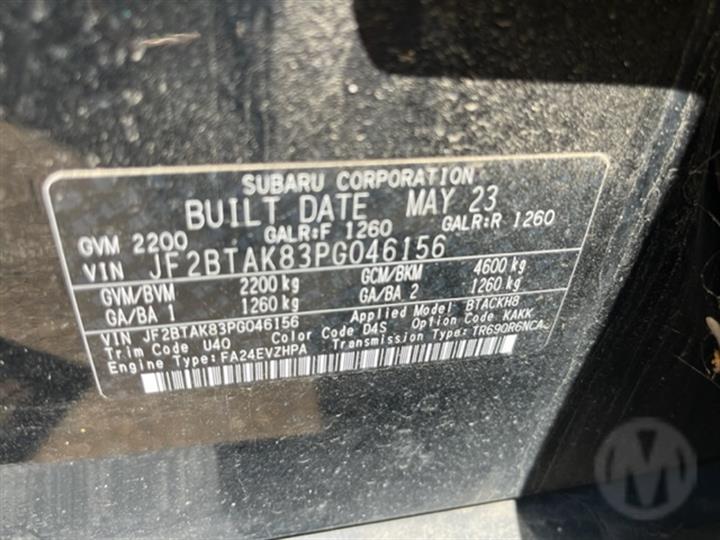 SUBARU CORPORATION
BUILT DATE MAY 23
GVM 2200 GALR:F 1260 GALR:R 1260
VIN JF2BTAK83PG046156
GVM/BVM 2200 kg GCM/BKM 4600 kg
GA/BA 1 1260 kg GA/BA 2 1260 kg
VIN JF2BTAK83PG046156 Applied Model BTACKH8
Trim Code U40 Color Code D4S Option Code KAKK
Engine Type: FA24EVZHPA Transmission Type: TR690R6NCA
M